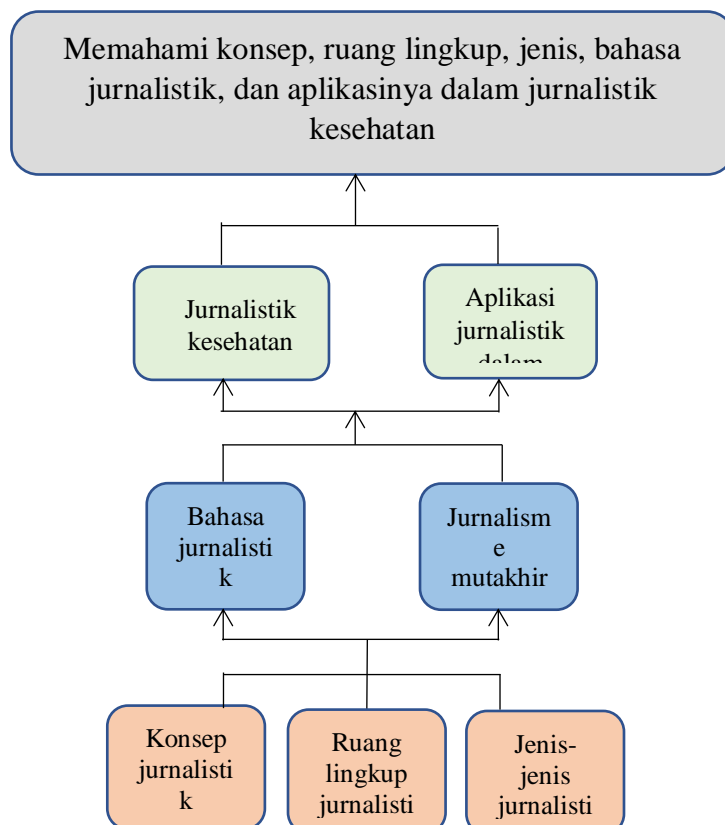 Memahami konsep, ruang lingkup, jenis, bahasa
jurnalistik, dan aplikasinya dalam jurnalistik
kesehatan
Jurnalistik
kesehatan
Aplikasi
jurnalistik
dalam
Bahasa
jurnalisti
k
Jurnalism
e
mutakhir
Konsep
jurnalisti
k
Ruang
lingkup
jurnalisti
Jenis-
jenis
jurnalisti